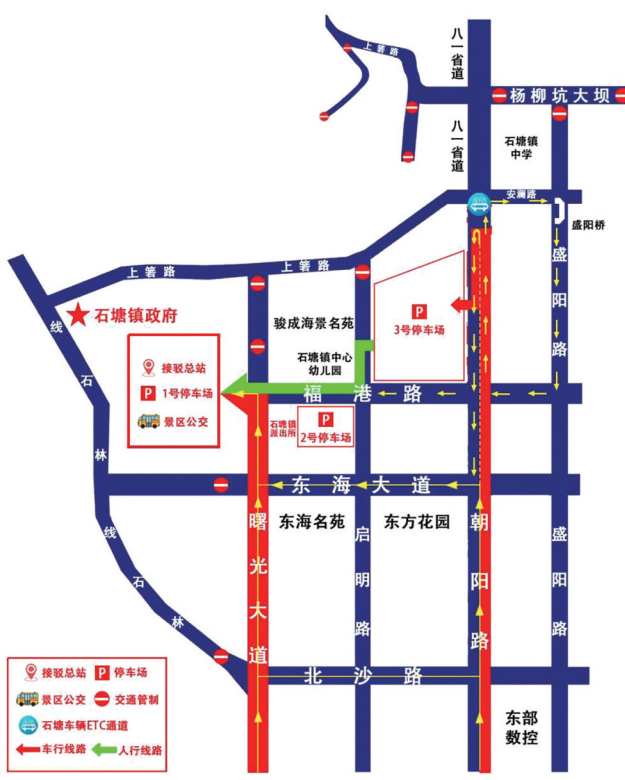 八一省道
上箬路
杨柳坑大坝
八一省道
石塘镇
中学
安澜路
盛阳桥
上箬路
上箬路
盛阳路
石塘镇政府
P
3号停车场
骏成海景名苑
石塘镇中心
幼儿园
接驳总站
P 1号停车场
景区公交
福港路
石塘镇
派出所
P
2号停车场
石林线
东海大道
东海名苑
东方花园
曙光大道
启明路
朝阳路
盛阳路
石林线
北沙路
东部
数控
接驳总站 P 停车场
景区公交 交通管制
石塘车辆ETC通道
车行线路 人行线路